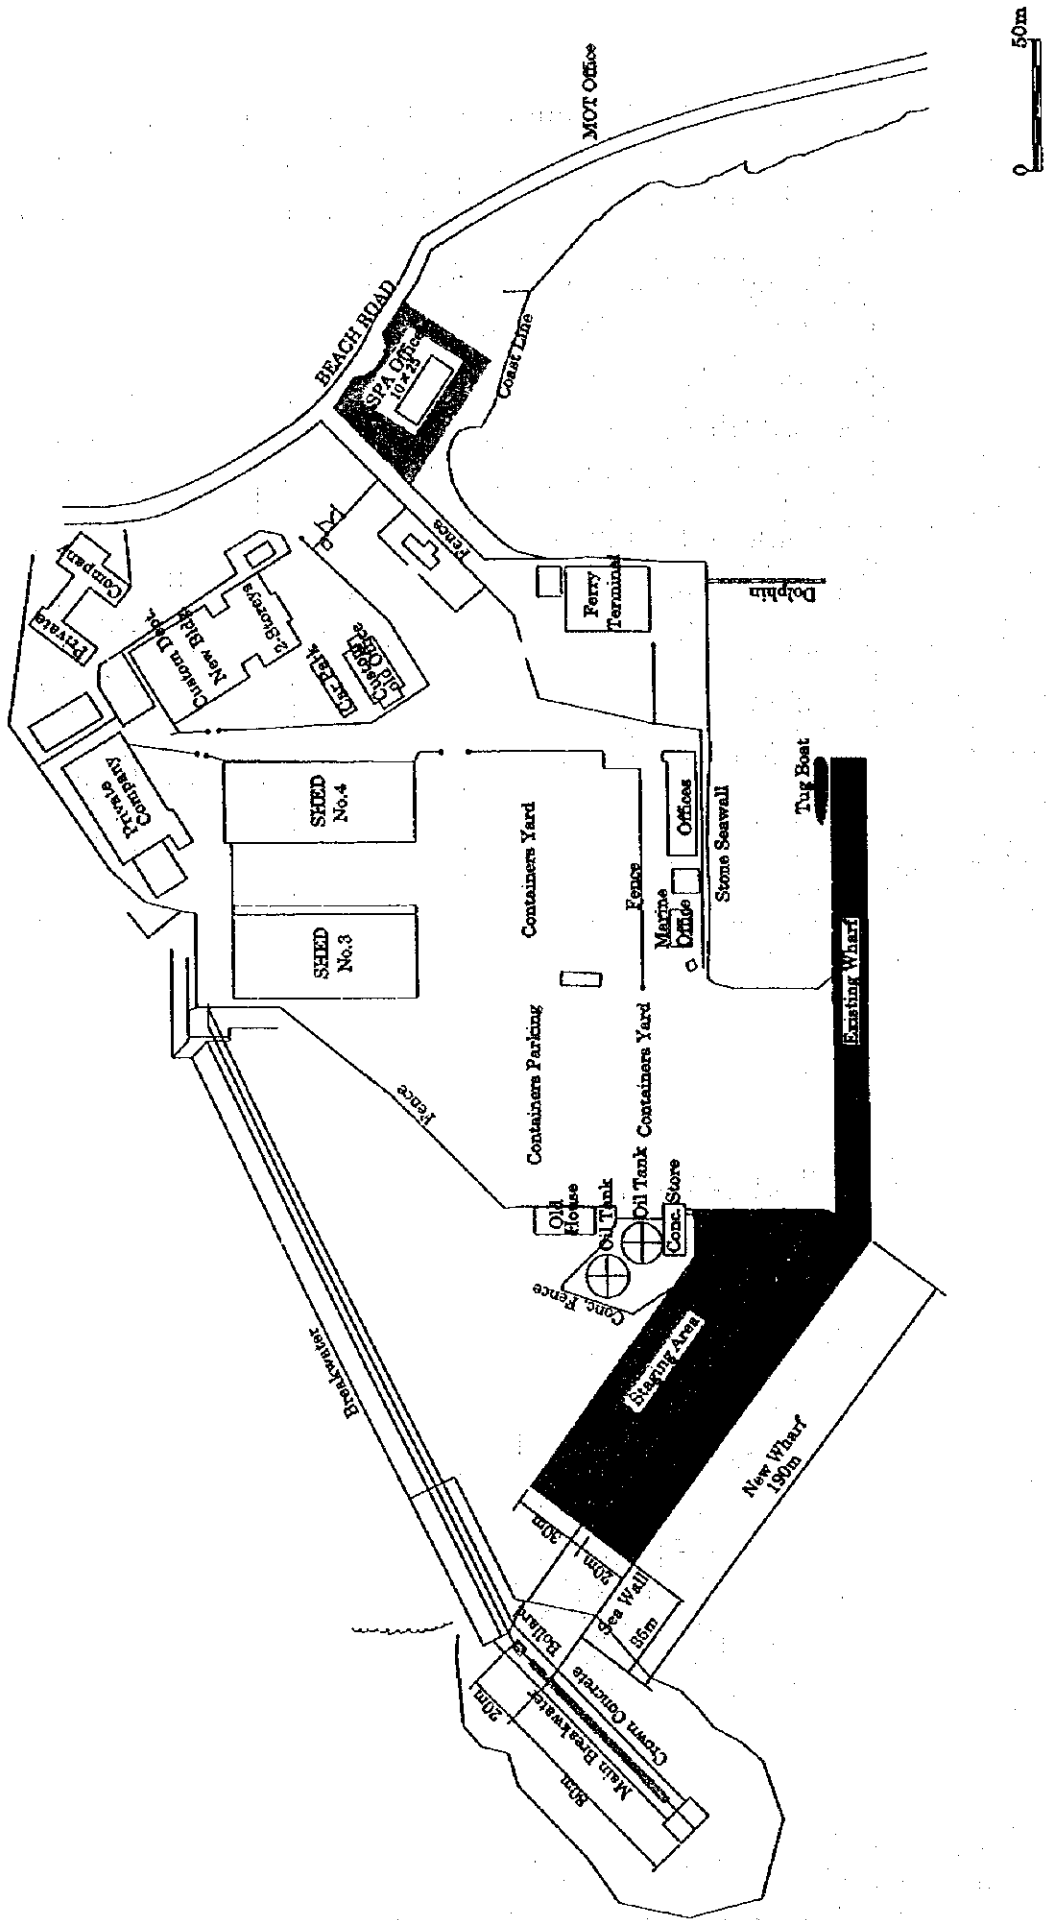 50m
0
MOT Office
BEACH ROAD
SPA Office
10 × 25
Coast Line
Fence
Private
Company
Custom Dept.
New Bldg.
2-Storeys
Car Park
Custom
old Office
Ferry
Terminal
Dolphin
Private
Company
SHED
No.4
SHED
No.3
Containers Yard
Fence
Offices
Marine
Office
Stone Seawall
Tug Boat
Existing Wharf
Containers Parking
Containers Yard
Fence
Old
House
Oil Tank
Oil Tank
Conc. Store
Conc. Fence
Breakwater
Staging Area
New Wharf
190m
30m
20m
Sea Wall
Bollard
Crown Concrete
Main Breakwater
20m
80m